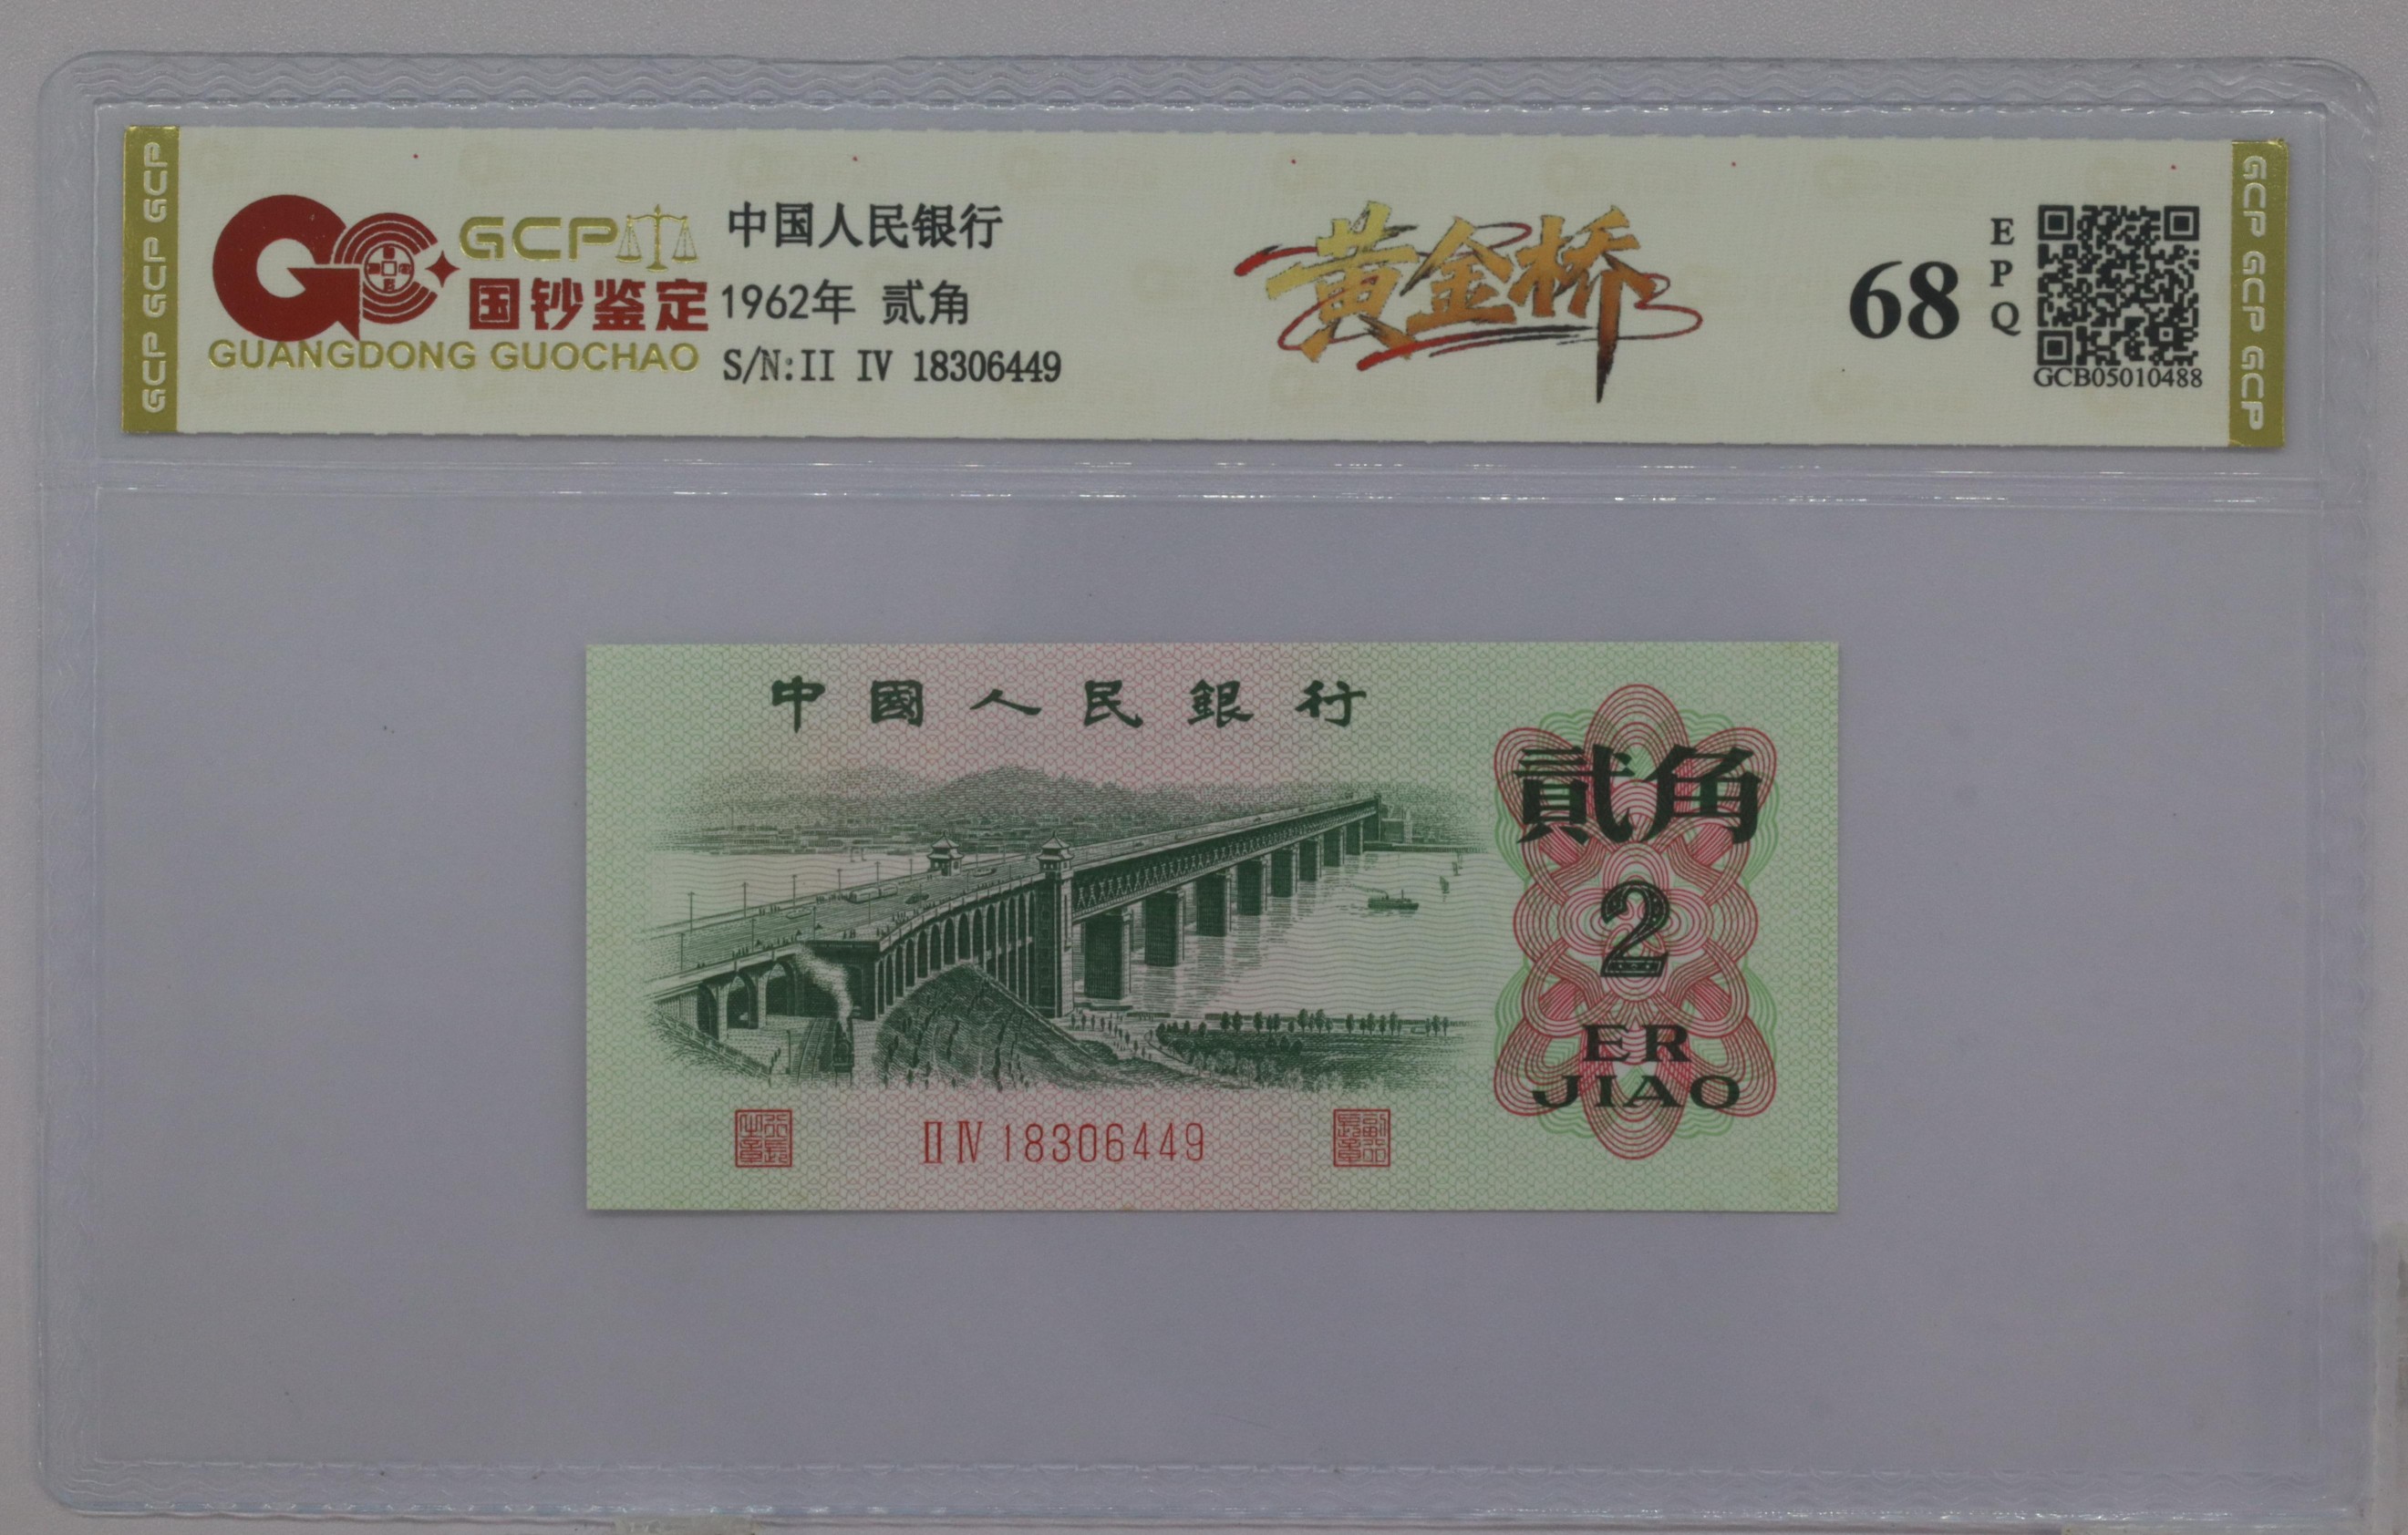 GCP GCP GCP
GCP
国钞鉴定
GUANGDONG GUOCHAO
中国人民银行
1962年 贰角
S/N:II IV 18306449
黄金桥
68
EPQ
GCB05010488
GCP GCP GCP
中國人民銀行
貳角
2
ER
JIAO
II IV 18306449